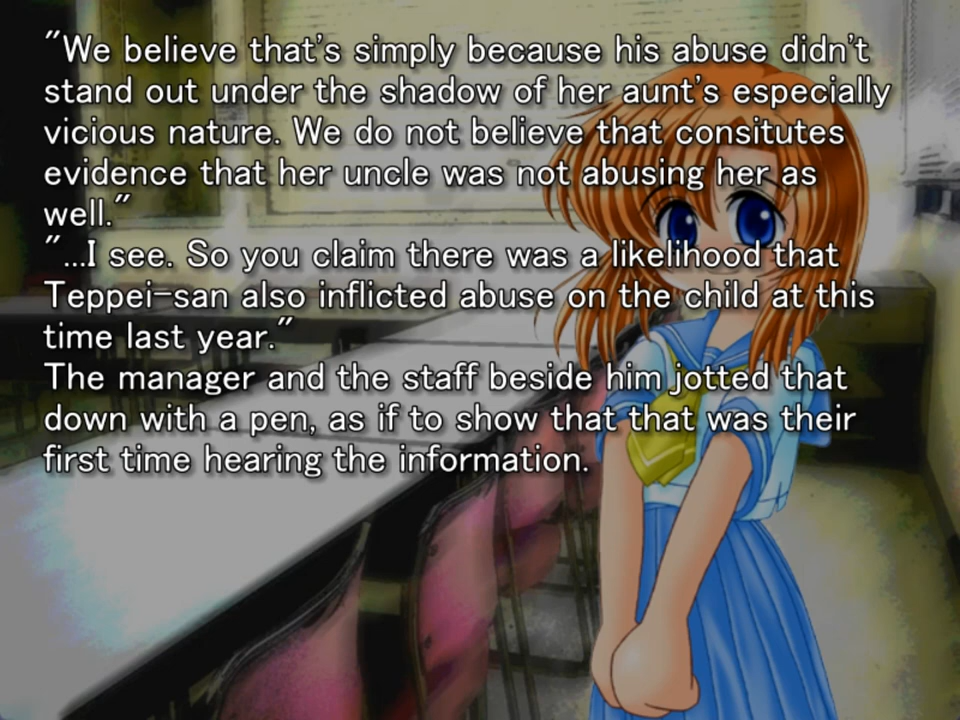 "We believe that's simply because his abuse didn't
stand out under the shadow of her aunt's especially
vicious nature. We do not believe that consitutes
evidence that her uncle was not abusing her as
well."
"...I see. So you claim there was a likelihood that
Teppei-san also inflicted abuse on the child at this
time last year."
The manager and the staff beside him jotted that
down with a pen, as if to show that that was their
first time hearing the information.